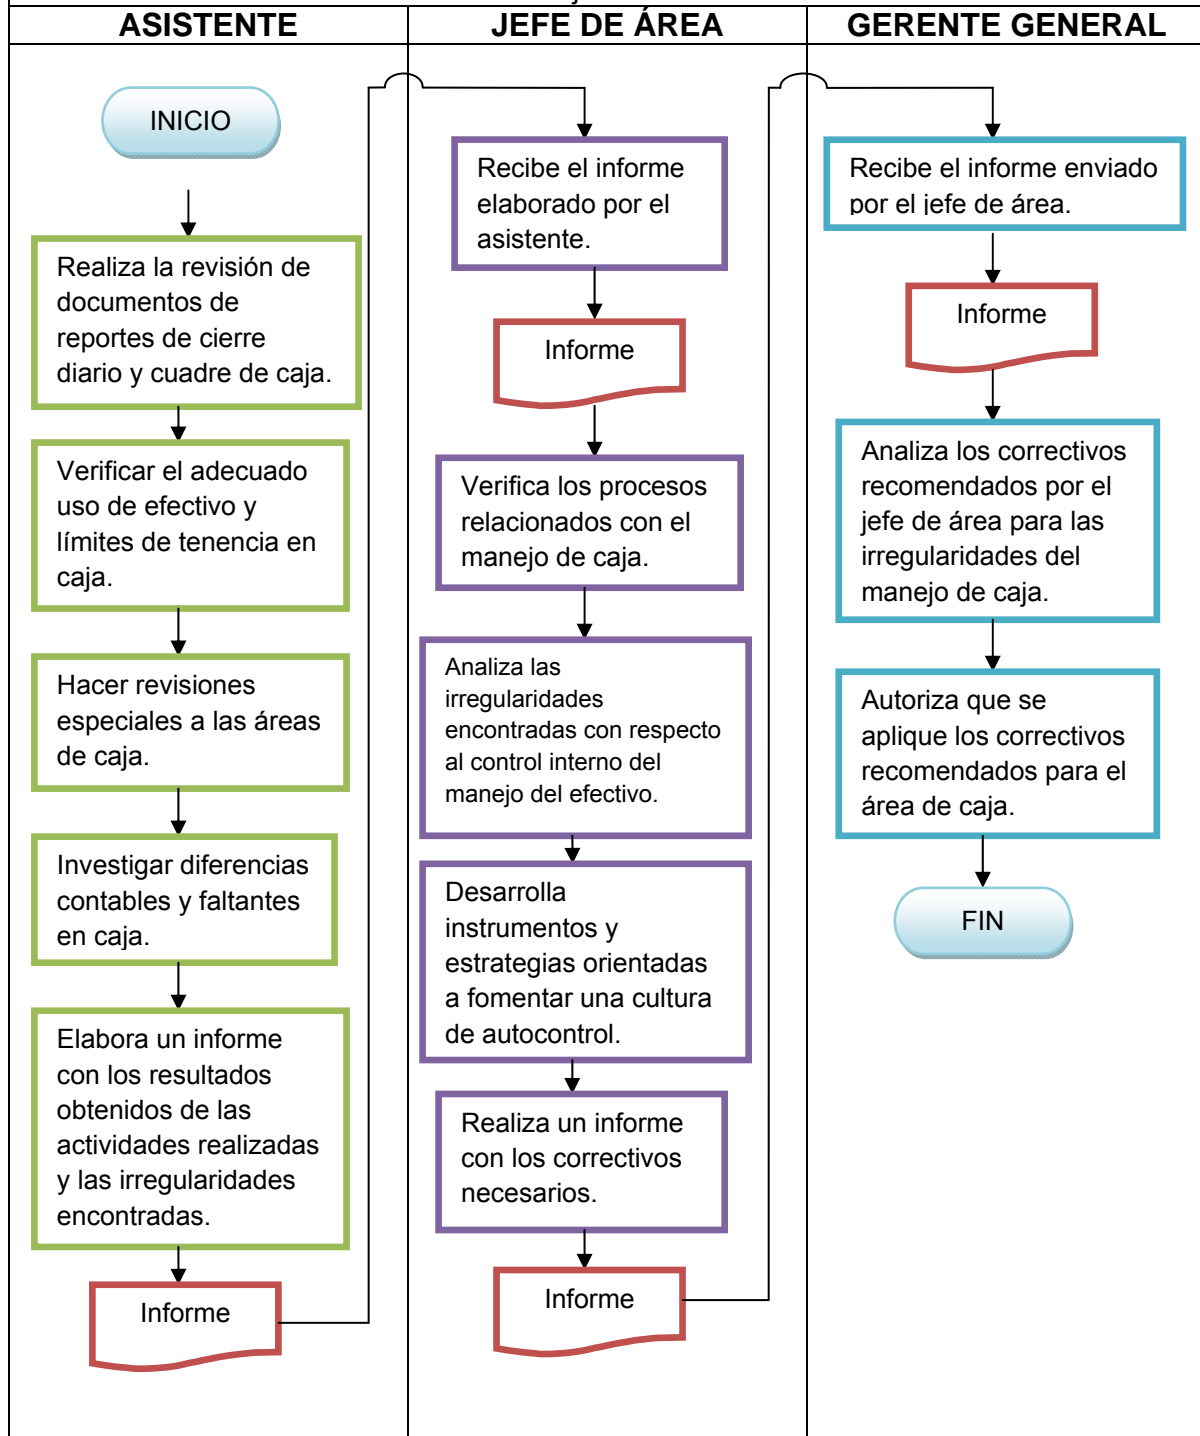 ASISTENTE
JEFE DE ÁREA
GERENTE GENERAL
INICIO
Realiza la revisión de
documentos de
reportes de cierre
diario y cuadre de caja.
Verificar el adecuado
uso de efectivo y
límites de tenencia en
caja.
Hacer revisiones
especiales a las áreas
de caja.
Investigar diferencias
contables y faltantes
en caja.
Elabora un informe
con los resultados
obtenidos de las
actividades realizadas
y las irregularidades
encontradas.
Informe
Recibe el informe
elaborado por el
asistente.
Informe
Verifica los procesos
relacionados con el
manejo de caja.
Analiza las
irregularidades
encontradas con respecto
al control interno del
manejo del efectivo.
Desarrolla
instrumentos y
estrategias orientadas
a fomentar una cultura
de autocontrol.
Realiza un informe
con los correctivos
necesarios.
Informe
Recibe el informe enviado
por el jefe de área.
Informe
Analiza los correctivos
recomendados por el
jefe de área para las
irregularidades del
manejo de caja.
Autoriza que se
aplique los correctivos
recomendados para el
área de caja.
FIN